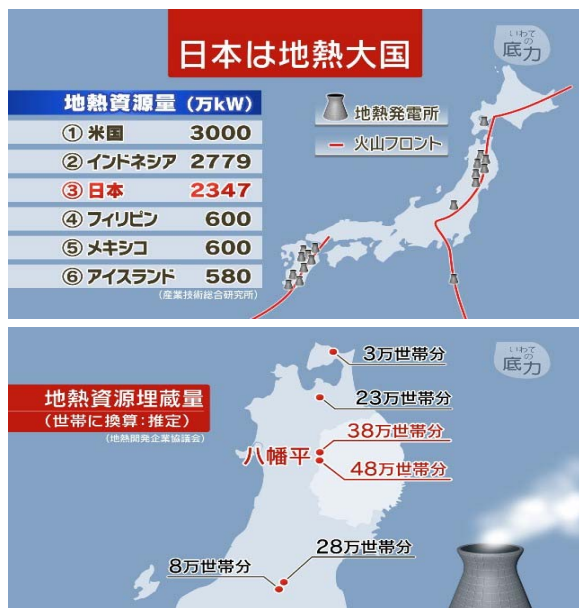 日本は地熱大国
いわて
の
底力
地熱資源量 (万kW)
① 米国 3000
② インドネシア 2779
③ 日本 2347
④ フィリピン 600
⑤ メキシコ 600
⑥ アイスランド 580
(産業技術総合研究所)
地熱発電所
火山フロント
いわて
の
底力
地熱資源埋蔵量
(世帯に換算:推定)
(地熱開発企業協議会)
3万世帯分
23万世帯分
38万世帯分
八幡平
48万世帯分
28万世帯分
8万世帯分